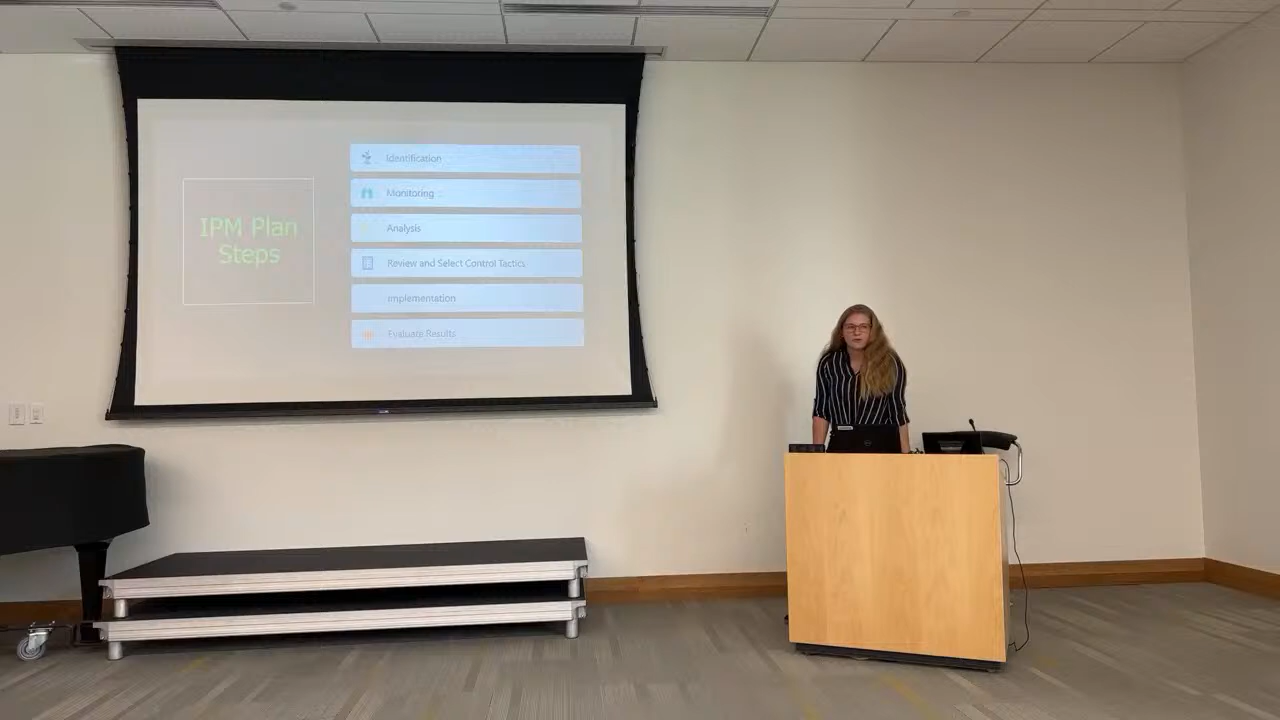 IPM Plan
Steps
Identification
Monitoring
Analysis
Review and Select Control Tactics
Implementation
Evaluate Results